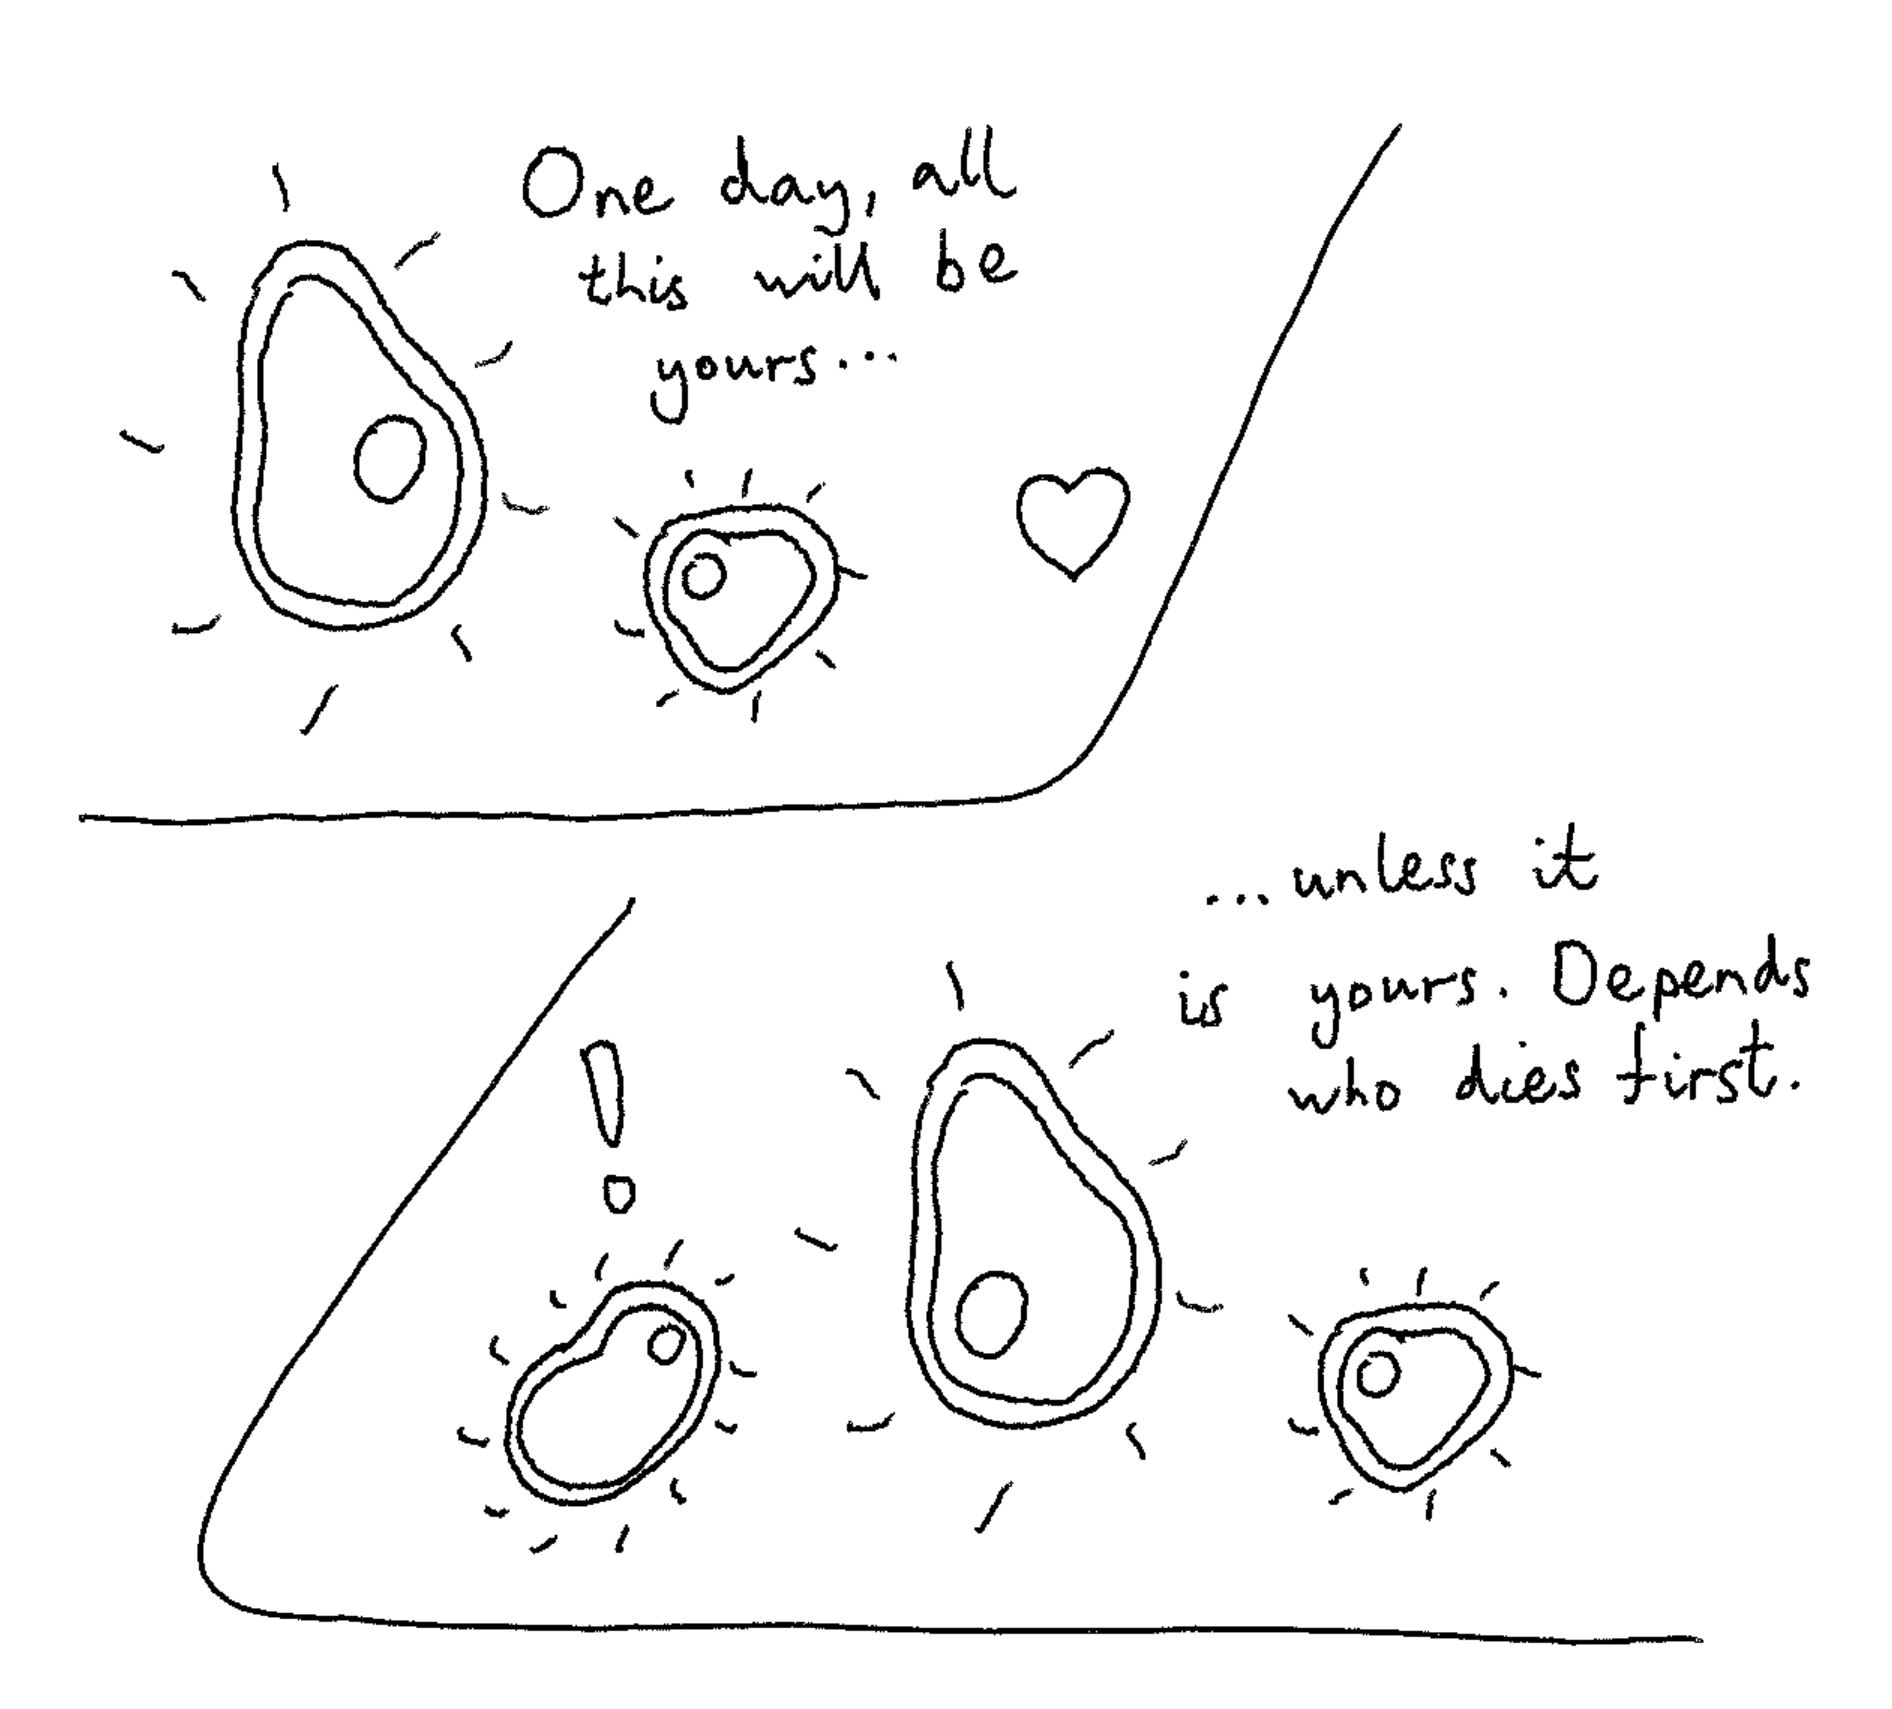 One day, all
this will be
yours...
...unless it
is yours. Depends
who dies first.
!